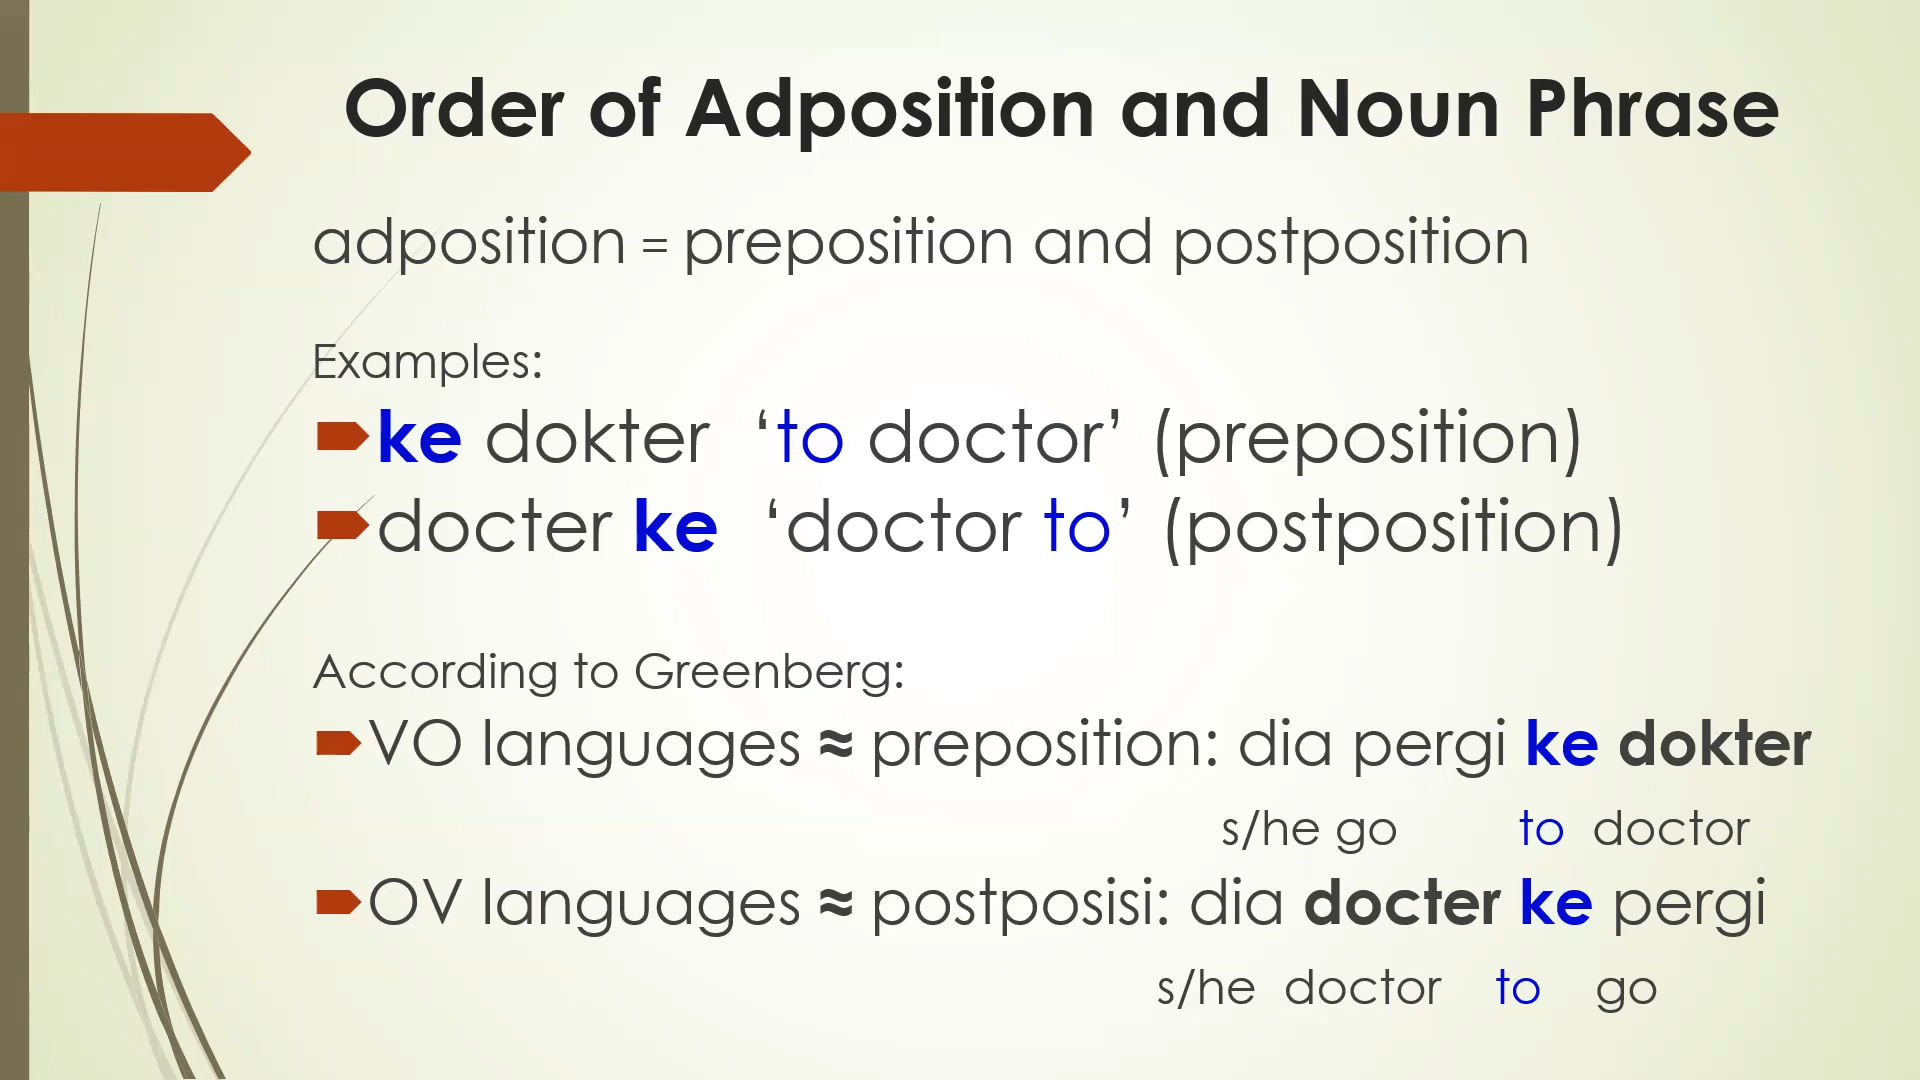 Order of Adposition and Noun Phrase
adposition = preposition and postposition
Examples:
ke dokter ‘to doctor’ (preposition)
docter ke ‘doctor to’ (postposition)
According to Greenberg:
VO languages ≈ preposition: dia pergi ke dokter
s/he go to doctor
OV languages ≈ postposisi: dia docter ke pergi
s/he doctor to go